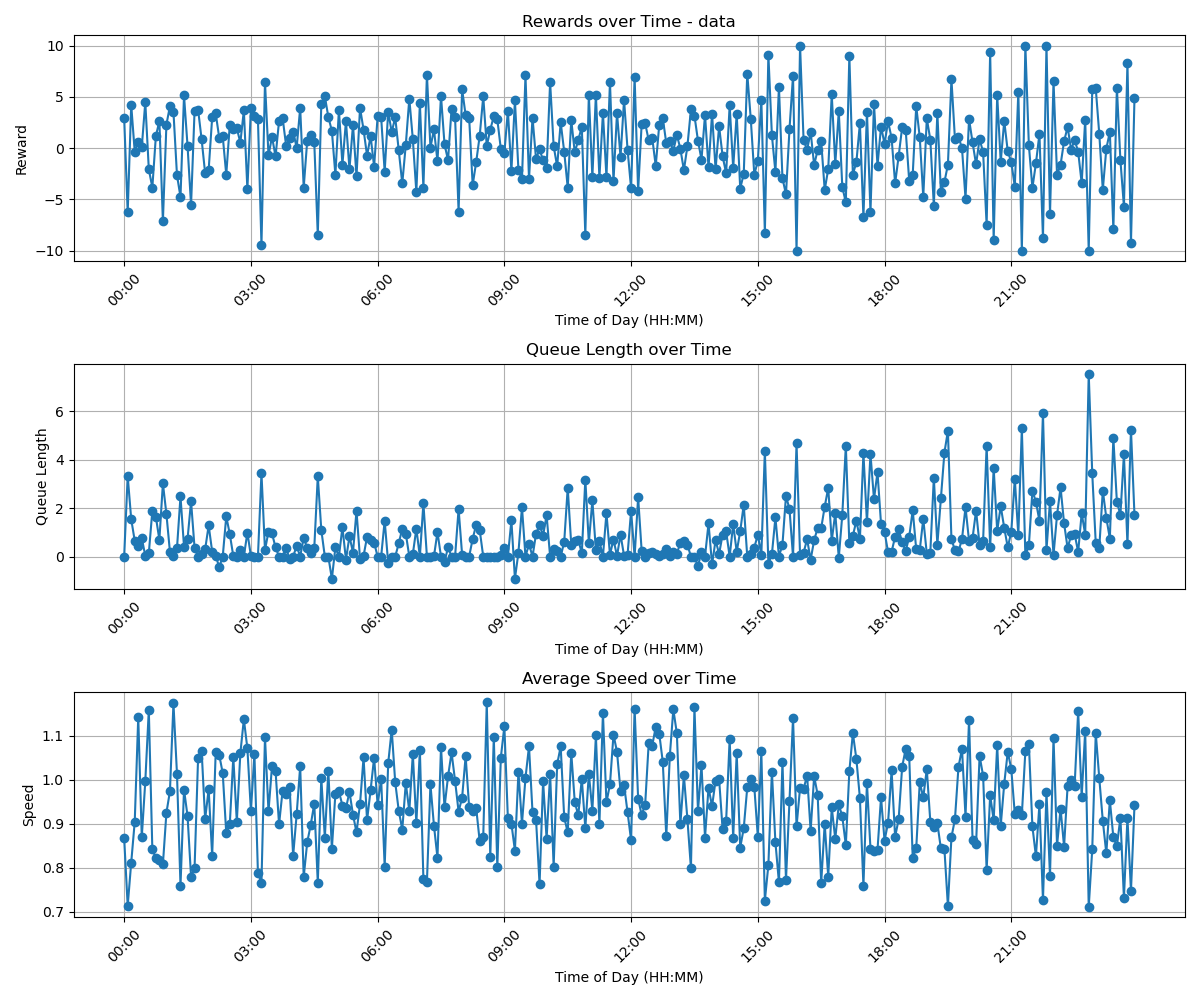 Rewards over Time - data
10
5
0
−5
−10
Reward
00:00 03:00 06:00 09:00 12:00 15:00 18:00 21:00
Time of Day (HH:MM)
Queue Length over Time
6
4
2
0
Queue Length
00:00 03:00 06:00 09:00 12:00 15:00 18:00 21:00
Time of Day (HH:MM)
Average Speed over Time
1.1
1.0
0.9
0.8
0.7
Speed
00:00 03:00 06:00 09:00 12:00 15:00 18:00 21:00
Time of Day (HH:MM)